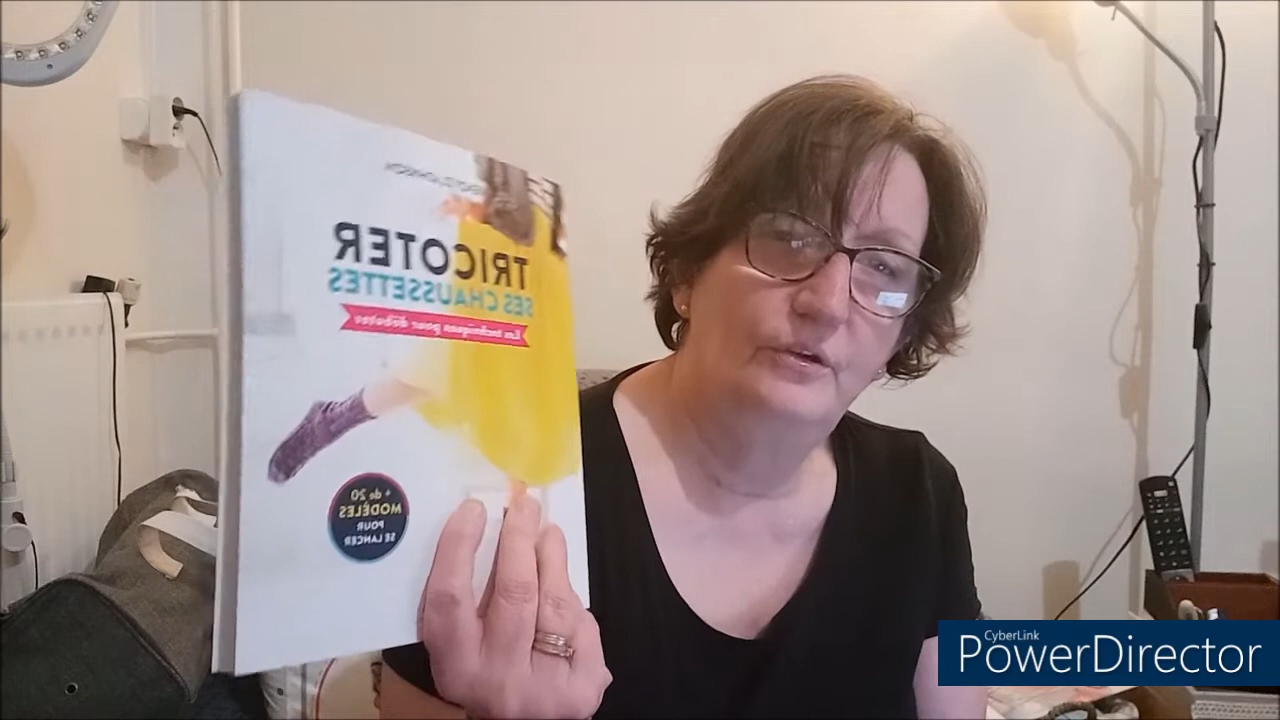 TRICOTER
SES CHAUSSETTES
Les techniques pour débuter
+ de 20
MODÈLES
POUR
SE LANCER
CyberLink
PowerDirector